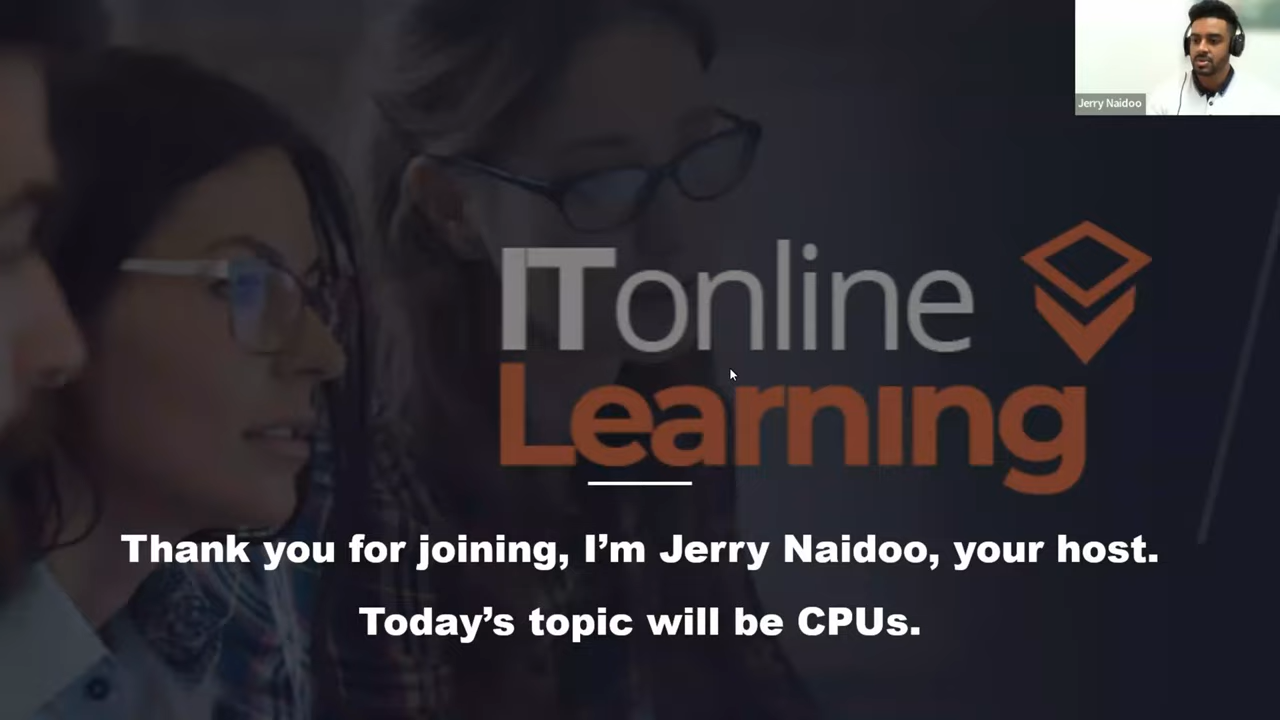 Jerry Naidoo
ITonline
Learning
Thank you for joining, I’m Jerry Naidoo, your host.
Today’s topic will be CPUs.